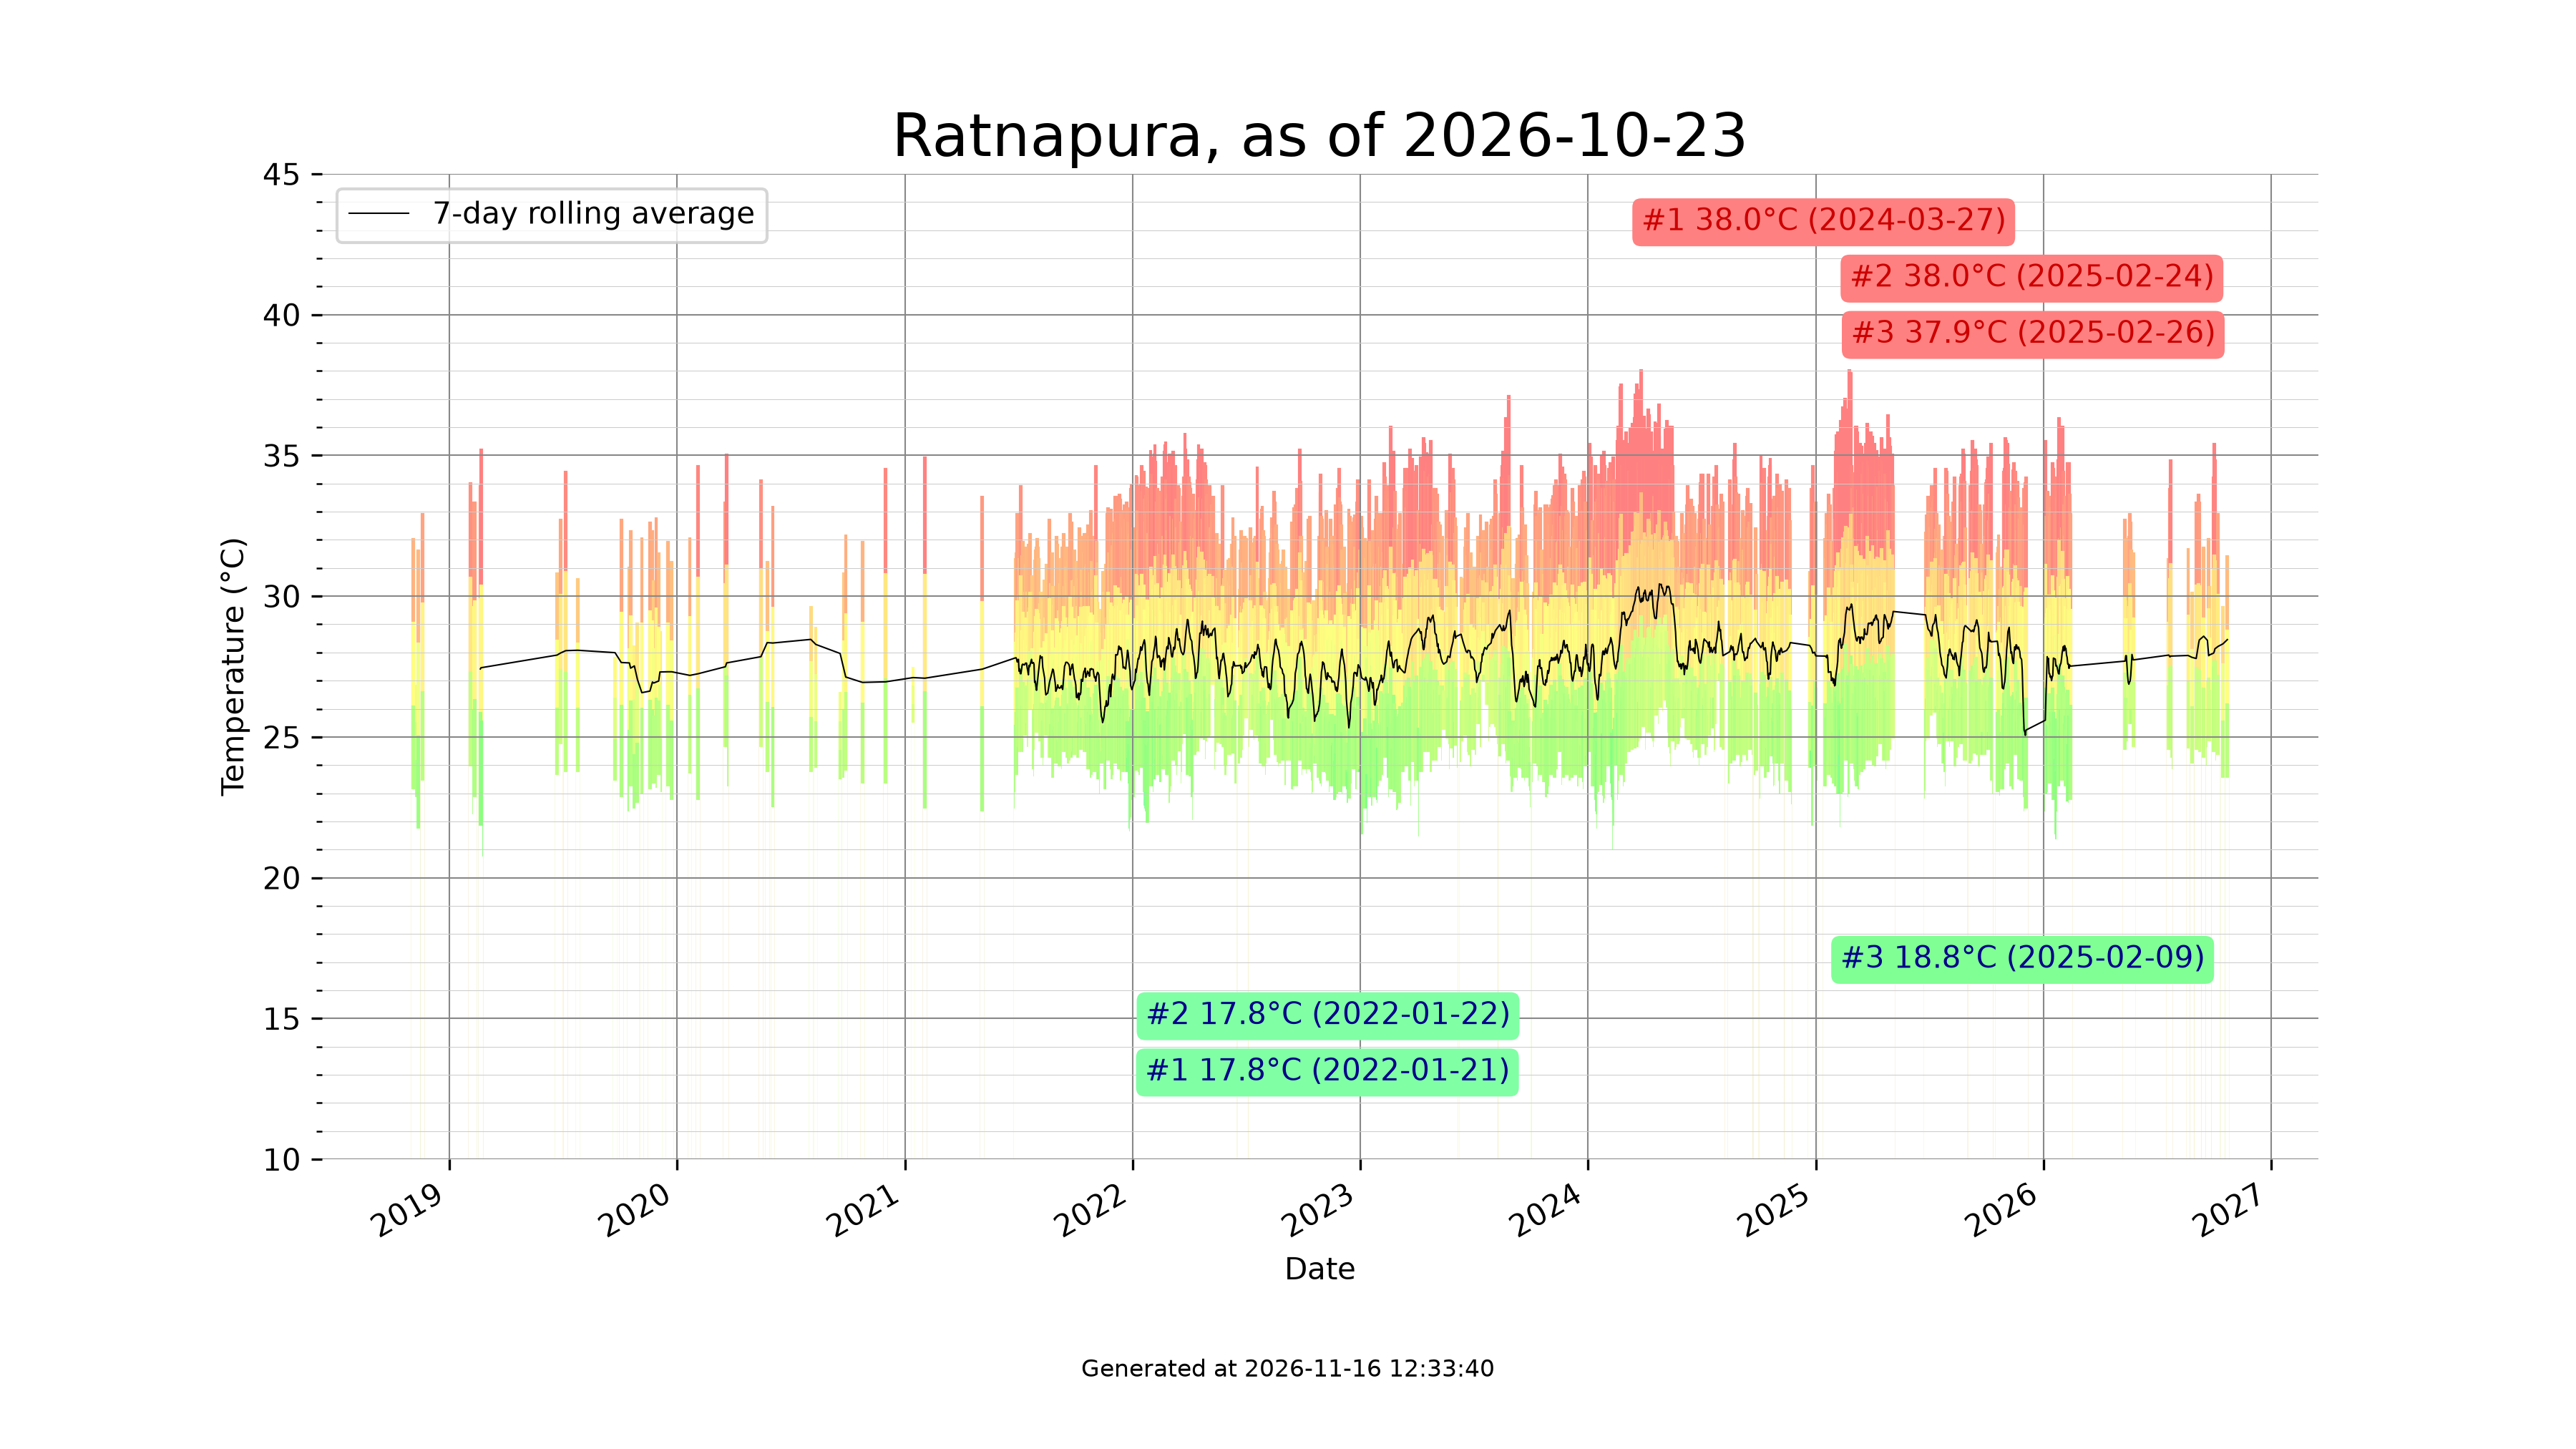 Ratnapura, as of 2026-10-23
45
40
35
30
25
20
15
10
Temperature (°C)
7-day rolling average
#1 38.0°C (2024-03-27)
#2 38.0°C (2025-02-24)
#3 37.9°C (2025-02-26)
#3 18.8°C (2025-02-09)
#2 17.8°C (2022-01-22)
#1 17.8°C (2022-01-21)
2019
2020
2021
2022
2023
2024
2025
2026
2027
Date
Generated at 2026-11-16 12:33:40